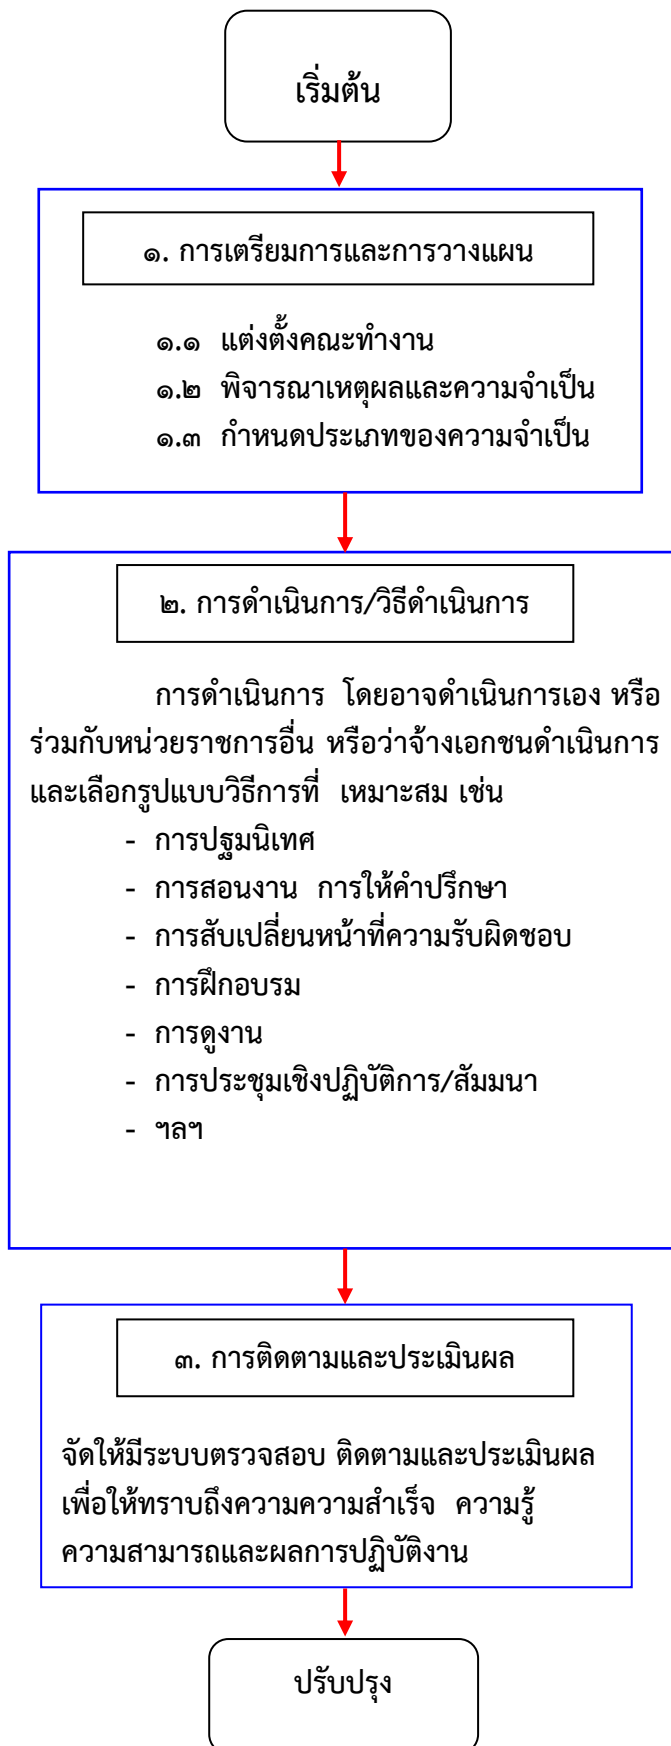 เริ่มต้น
๑. การเตรียมการและการวางแผน
๑.๑ แต่งตั้งคณะทำงาน
๑.๒ พิจารณาเหตุผลและความจำเป็น
๑.๓ กำหนดประเภทของความจำเป็น
๒. การดำเนินการ/วิธีดำเนินการ
การดำเนินการ โดยอาจดำเนินการเอง หรือ
ร่วมกับหน่วยราชการอื่น หรือว่าจ้างเอกชนดำเนินการ
และเลือกรูปแบบวิธีการที่ เหมาะสม เช่น
- การปฐมนิเทศ
- การสอนงาน การให้คำปรึกษา
- การสับเปลี่ยนหน้าที่ความรับผิดชอบ
- การฝึกอบรม
- การดูงาน
- การประชุมเชิงปฏิบัติการ/สัมมนา
- ฯลฯ
๓. การติดตามและประเมินผล
จัดให้มีระบบตรวจสอบ ติดตามและประเมินผล
เพื่อให้ทราบถึงความความสำเร็จ ความรู้
ความสามารถและผลการปฏิบัติงาน
ปรับปรุง